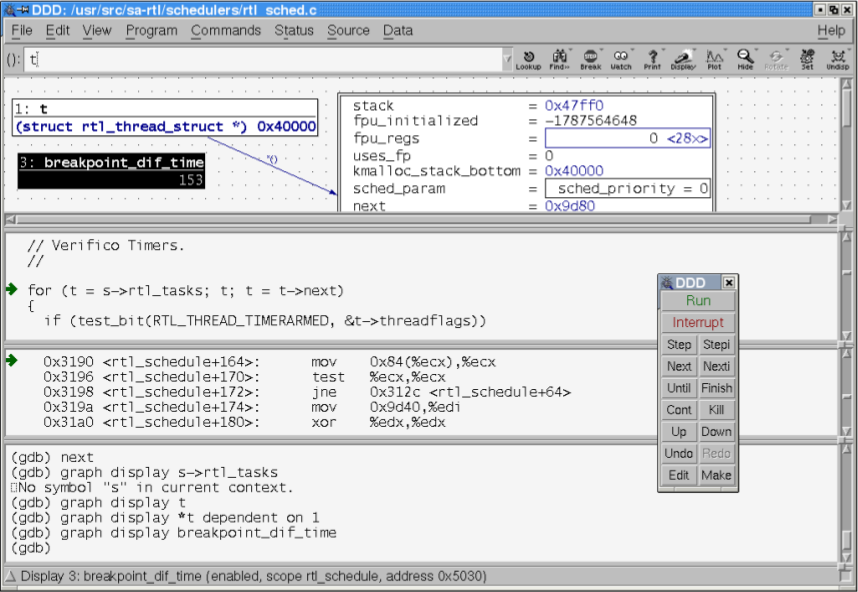 DDD: /usr/src/sa-rtl/schedulers/rtl_sched.c
File Edit View Program Commands Status Source Data Help
(): t
Lookup Find>> Break Watch Print Display Plot Hide Rotate Set Undisp
1: t
(struct rtl_thread_struct *) 0x40000
*()
3: breakpoint_dif_time
153
stack = 0x47ff0
fpu_initialized = -1787564648
fpu_regs = 0 <28x>
uses_fp = 0
kmalloc_stack_bottom = 0x40000
sched_param = sched_priority = 0
next = 0x9d80
// Verifico Timers.
//
for (t = s->rtl_tasks; t; t = t->next)
{
if (test_bit(RTL_THREAD_TIMERARMED, &t->threadflags))
0x3190 <rtl_schedule+164>: mov 0x84(%ecx),%ecx
0x3196 <rtl_schedule+170>: test %ecx,%ecx
0x3198 <rtl_schedule+172>: jne 0x312c <rtl_schedule+64>
0x319a <rtl_schedule+174>: mov 0x9d40,%edi
0x31a0 <rtl_schedule+180>: xor %edx,%edx
DDD
Run
Interrupt
Step Stepi
Next Nexti
Until Finish
Cont Kill
Up Down
Undo Redo
Edit Make
(gdb) next
(gdb) graph display s->rtl_tasks
No symbol "s" in current context.
(gdb) graph display t
(gdb) graph display *t dependent on 1
(gdb) graph display breakpoint_dif_time
(gdb)
Display 3: breakpoint_dif_time (enabled, scope rtl_schedule, address 0x5030)